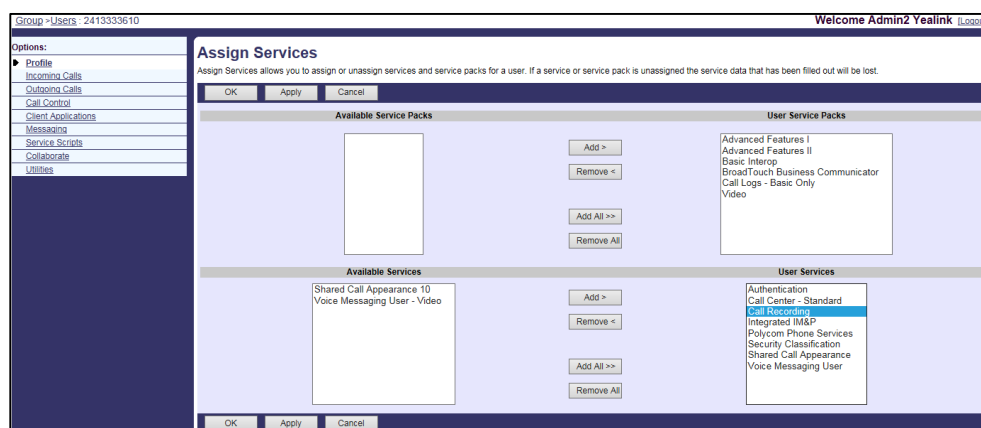 Group >Users : 2413333610
Welcome Admin2 Yealink
Options:
Profile
Incoming Calls
Outgoing Calls
Call Control
Client Applications
Messaging
Service Scripts
Collaborate
Utilities
Assign Services
Assign Services allows you to assign or unassign services and service packs for a user. If a service or service pack is unassigned the service data that has been filled out will be lost.
OK Apply Cancel
Available Service Packs User Service Packs
Add >
Remove <
Add All >>
Remove All
Advanced Features I
Advanced Features II
Basic Interop
BroadTouch Business Communicator
Call Logs - Basic Only
Video
Available Services User Services
Shared Call Appearance 10
Voice Messaging User - Video
Add >
Remove <
Add All >>
Remove All
Authentication
Call Center - Standard
Call Recording
Integrated IM&P
Polycom Phone Services
Security Classification
Shared Call Appearance
Voice Messaging User
OK Apply Cancel